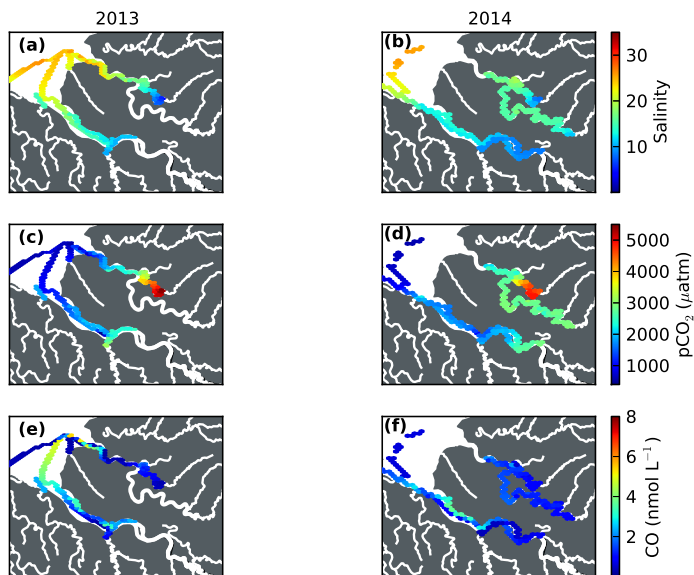 2013
2014
(a)
(b)
30
20
10
Salinity
(c)
(d)
5000
4000
3000
2000
1000
pCO₂ (μatm)
(e)
(f)
8
6
4
2
CO (nmol L⁻¹)